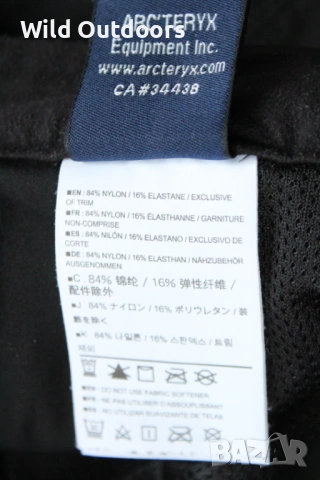 Wild Outdoors
ARC'TERYX
Equipment Inc.
www.arcteryx.com
CA#34438
■EN : 84% NYLON / 16% ELASTANE / EXCLUSIVE
OF TRIM
■FR : 84% NYLON / 16% ÉLASTHANNE / GARNITURE
NON-COMPRISE
■ES : 84% NILÓN / 16% ELASTANO / EXCLUSIVO DE
CORTE
■DE : 84% NYLON / 16% ELASTHAN / NÄHZUBEHÖR
AUSGENOMMEN
■C : 84% 锦纶 / 16% 弹性纤维 /
配件除外
■J : 84% ナイロン / 16% ポリウレタン / 装
飾を除く
■K : 84% 나일론 / 16% 스판덱스 / 트림
제외
■EN : DO NOT USE FABRIC SOFTENER
■FR : NE PAS UTILISER D'ASSOUPLISSANT
■ES : NO USE SUAVIZANTE DE TELAS
BAZAR